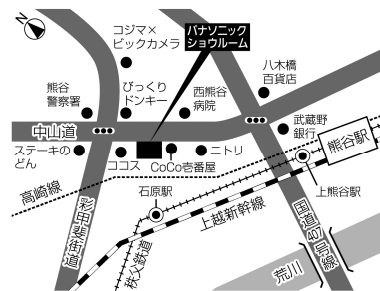 コジマ×
ビックカメラ
パナソニック
ショウルーム
八木橋
百貨店
熊谷
警察署
びっくり
ドンキー
西熊谷
病院
武蔵野
銀行
中山道
熊谷駅
ステーキの
どん
ココス
CoCo壱番屋
ニトリ
高崎線
石原駅
上熊谷駅
彩甲斐街道
上越新幹線
国道407号線
秩父鉄道
荒川
N